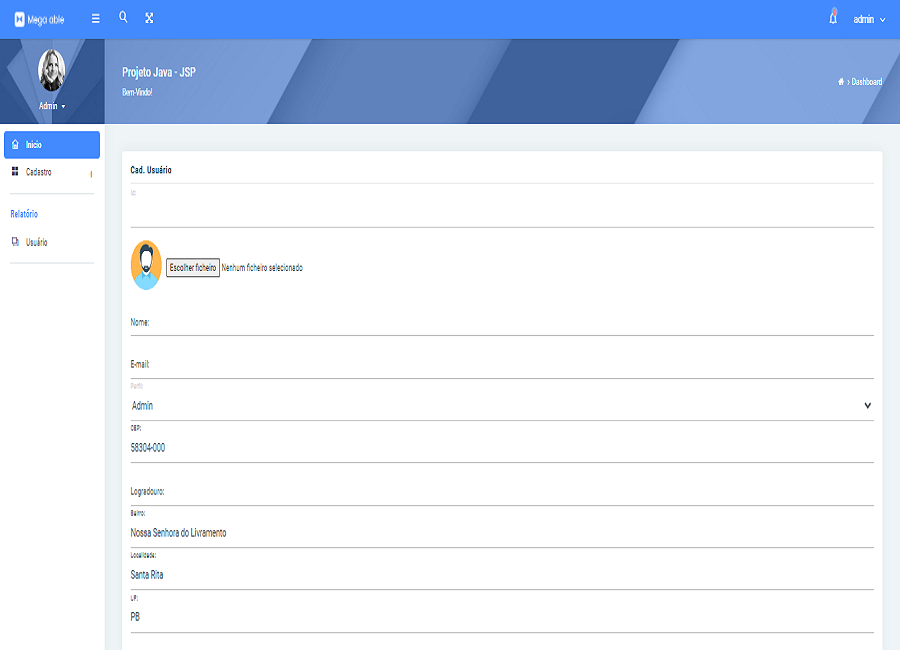 Mega able
admin
Projeto Java - JSP
Bem-Vindo!
Admin
› Dashboard
Início
Cadastro
Relatório
Usuário
Cad. Usuário
Id:
Escolher ficheiro Nenhum ficheiro selecionado
Nome:
E-mail:
Perfil:
Admin
CEP:
58304-000
Logradouro:
Bairro:
Nossa Senhora do Livramento
Localidade:
Santa Rita
UF:
PB